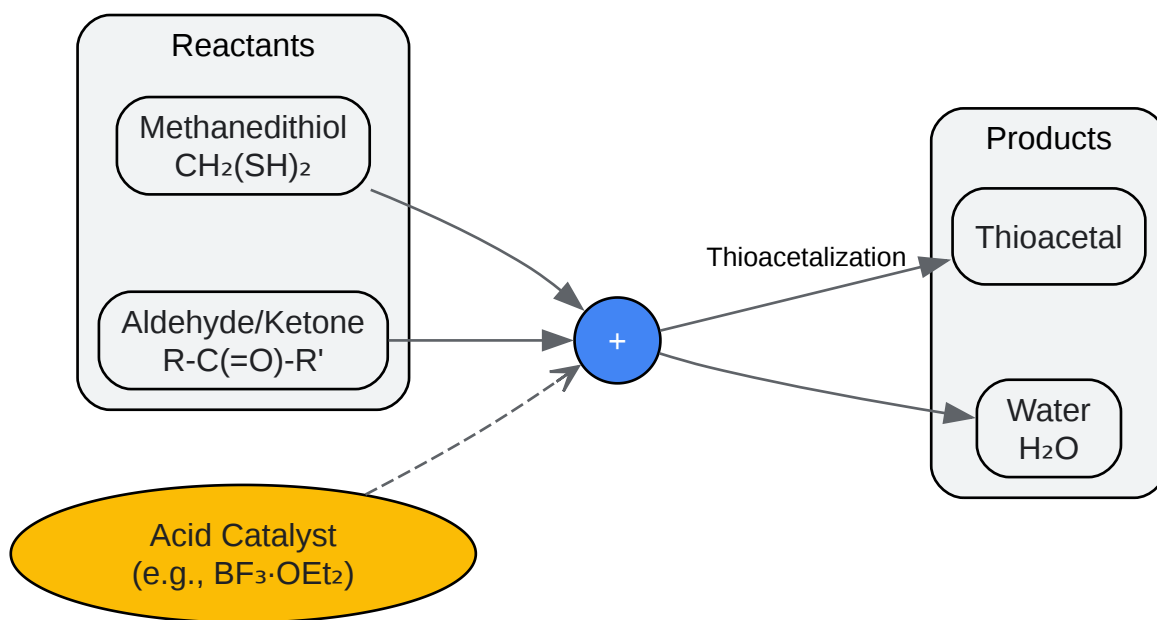 Reactants
Methanedithiol
CH₂(SH)₂
Aldehyde/Ketone
R-C(=O)-R'
Acid Catalyst
(e.g., BF₃·OEt₂)
+
Thioacetalization
Products
Thioacetal
Water
H₂O